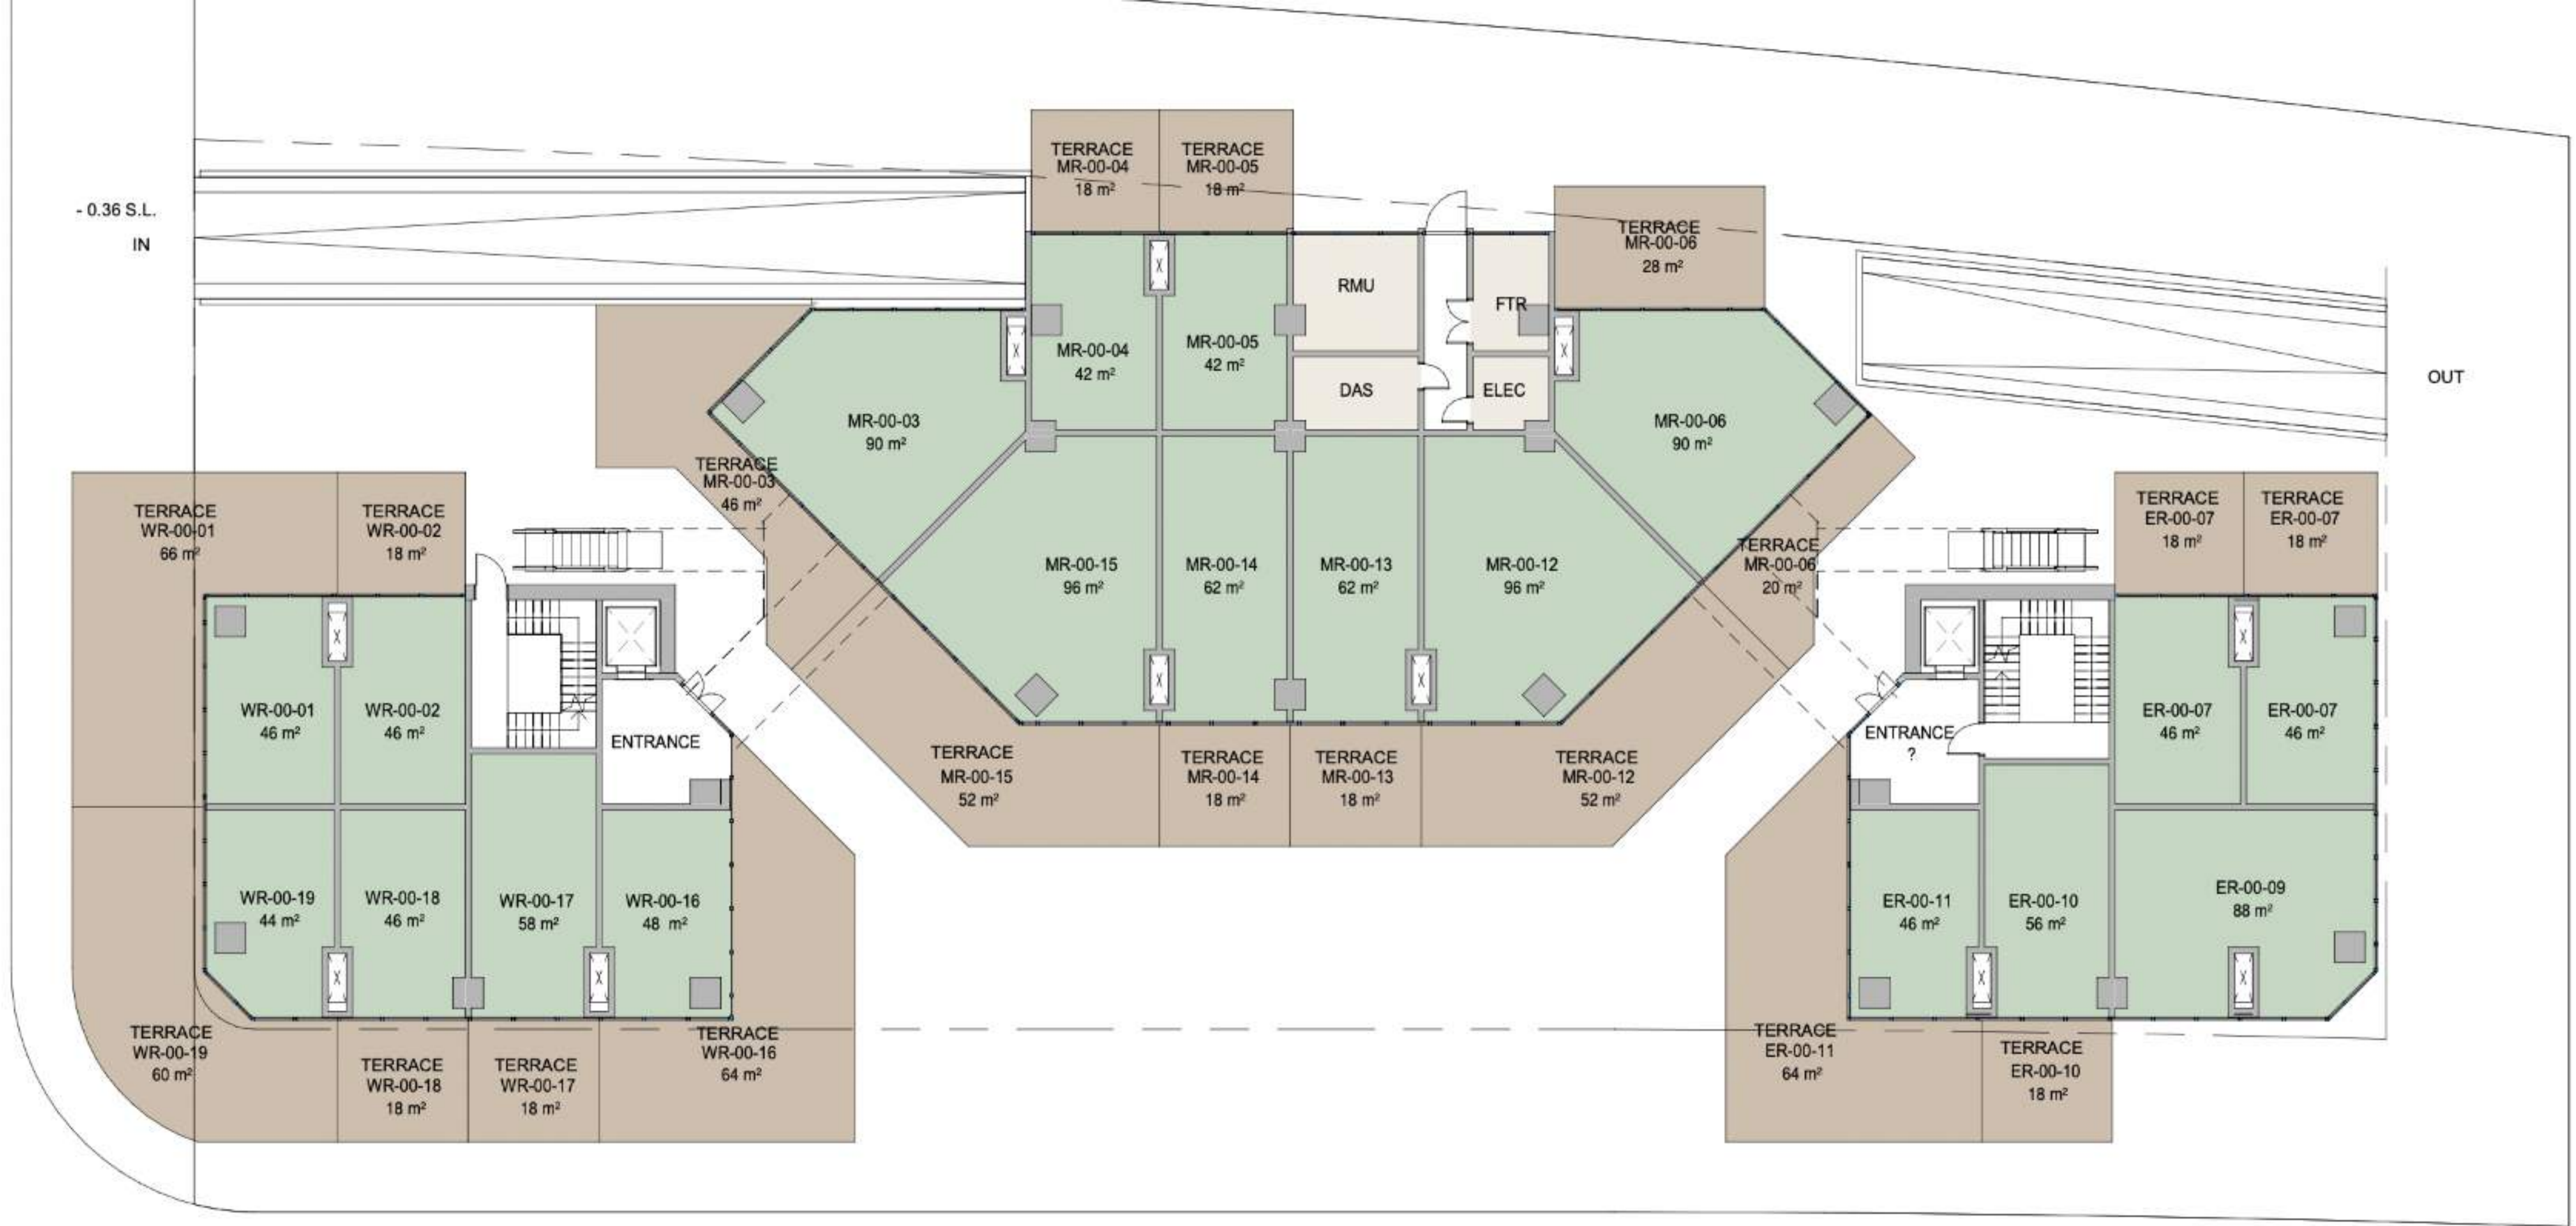 TERRACE
MR-00-04
18 m²
TERRACE
MR-00-05
18 m²
- 0.36 S.L.
IN
TERRACE
MR-00-06
28 m²
RMU
FTR
MR-00-04
42 m²
MR-00-05
42 m²
DAS
ELEC
OUT
MR-00-03
90 m²
MR-00-06
90 m²
TERRACE
MR-00-03
46 m²
TERRACE
WR-00-01
66 m²
TERRACE
WR-00-02
18 m²
TERRACE
ER-00-07
18 m²
TERRACE
ER-00-07
18 m²
MR-00-15
96 m²
MR-00-14
62 m²
MR-00-13
62 m²
MR-00-12
96 m²
TERRACE
MR-00-06
20 m²
X
X
X
X
X
X
X
X
X
X
X
WR-00-01
46 m²
WR-00-02
46 m²
ENTRANCE
ENTRANCE
?
ER-00-07
46 m²
ER-00-07
46 m²
TERRACE
MR-00-15
52 m²
TERRACE
MR-00-14
18 m²
TERRACE
MR-00-13
18 m²
TERRACE
MR-00-12
52 m²
WR-00-19
44 m²
WR-00-18
46 m²
WR-00-17
58 m²
WR-00-16
48 m²
ER-00-11
46 m²
ER-00-10
56 m²
ER-00-09
88 m²
TERRACE
WR-00-19
60 m²
TERRACE
WR-00-18
18 m²
TERRACE
WR-00-17
18 m²
TERRACE
WR-00-16
64 m²
TERRACE
ER-00-11
64 m²
TERRACE
ER-00-10
18 m²